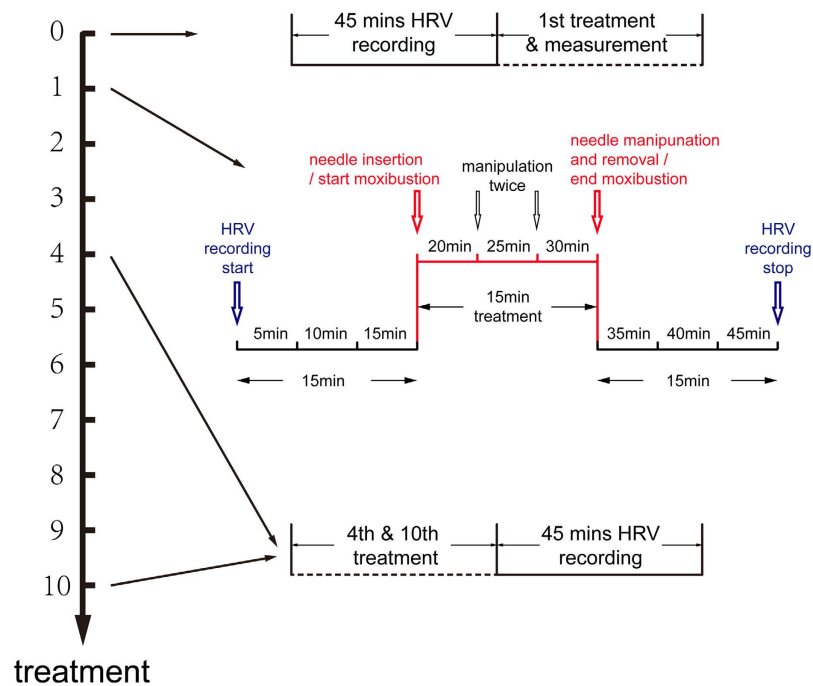 0
45 mins HRV
recording
1st treatment
& measurement
1
2
3
needle insertion
/ start moxibustion
manipulation
twice
needle manipunation
and removal /
end moxibustion
4
HRV
recording
start
20min
25min
30min
HRV
recording
stop
5
15min
treatment
5min
10min
15min
35min
40min
45min
6
15min
15min
7
8
9
4th & 10th
treatment
45 mins HRV
recording
10
treatment